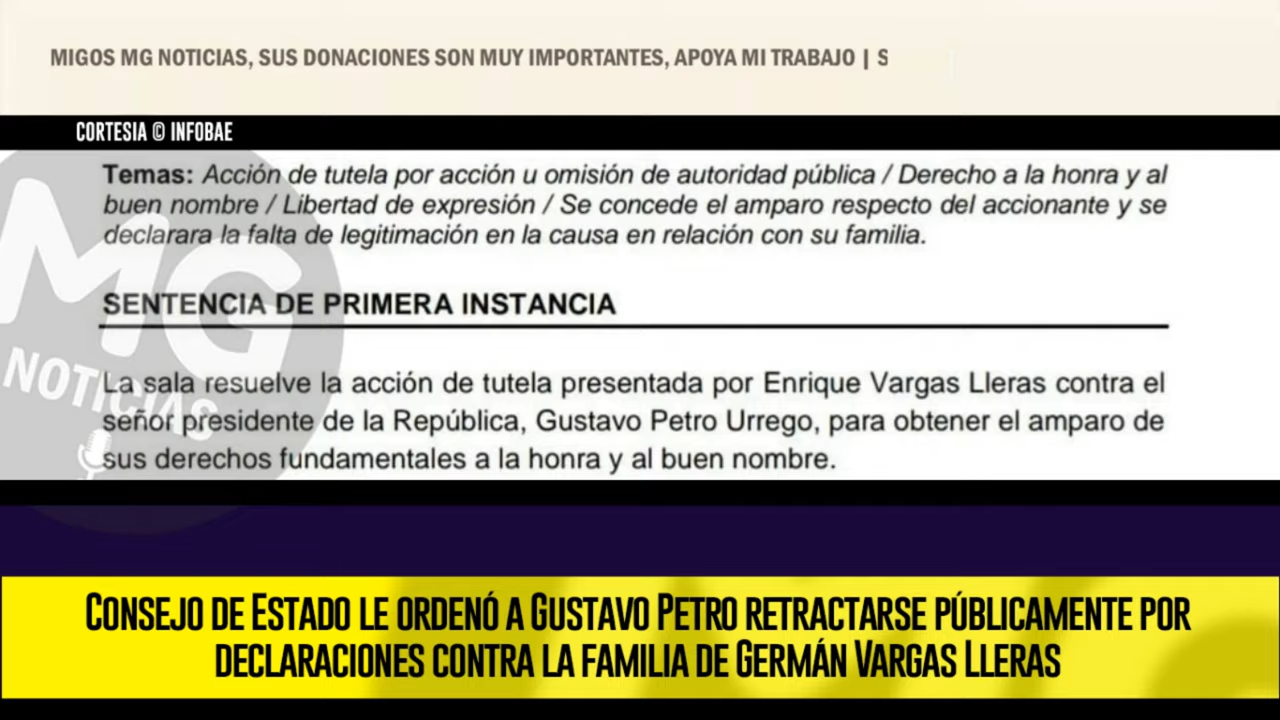 MIGOS MG NOTICIAS, SUS DONACIONES SON MUY IMPORTANTES, APOYA MI TRABAJO | S
CORTESIA © INFOBAE
Temas: Acción de tutela por acción u omisión de autoridad pública / Derecho a la honra y al
buen nombre / Libertad de expresión / Se concede el amparo respecto del accionante y se
declarara la falta de legitimación en la causa en relación con su familia.
SENTENCIA DE PRIMERA INSTANCIA
La sala resuelve la acción de tutela presentada por Enrique Vargas Lleras contra el
señor presidente de la República, Gustavo Petro Urrego, para obtener el amparo de
sus derechos fundamentales a la honra y al buen nombre.
MG
NOTICIAS
CONSEJO DE ESTADO LE ORDENÓ A GUSTAVO PETRO RETRACTARSE PÚBLICAMENTE POR
DECLARACIONES CONTRA LA FAMILIA DE GERMÁN VARGAS LLERAS